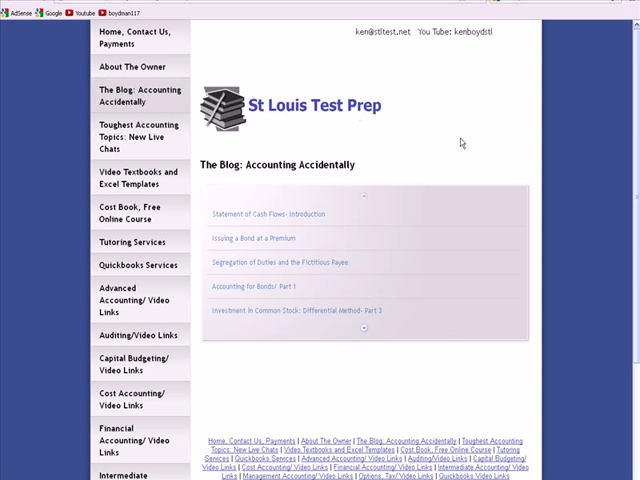 AdSense Google Youtube boydman117
Home, Contact Us,
Payments
About The Owner
The Blog: Accounting
Accidentally
Toughest Accounting
Topics: New Live
Chats
Video Textbooks and
Excel Templates
Cost Book, Free
Online Course
Tutoring Services
Quickbooks Services
Advanced
Accounting/ Video
Links
Auditing/Video Links
Capital Budgeting/
Video Links
Cost Accounting/
Video Links
Financial
Accounting/ Video
Links
Intermediate
ken@stltest.net You Tube: kenboydstl
St Louis Test Prep
The Blog: Accounting Accidentally
Statement of Cash Flows- Introduction
Issuing a Bond at a Premium
Segregation of Duties and the Fictitious Payee
Accounting for Bonds/ Part 1
Investment in Common Stock: Differential Method- Part 3
Home, Contact Us, Payments | About The Owner | The Blog: Accounting Accidentally | Toughest Accounting
Topics: New Live Chats | Video Textbooks and Excel Templates | Cost Book, Free Online Course | Tutoring
Services | Quickbooks Services | Advanced Accounting/ Video Links | Auditing/Video Links | Capital Budgeting/
Video Links | Cost Accounting/ Video Links | Financial Accounting/ Video Links | Intermediate Accounting/ Video
Links | Management Accounting/ Video Links | Options, Tax/ Video Links | Quickbooks Video Links